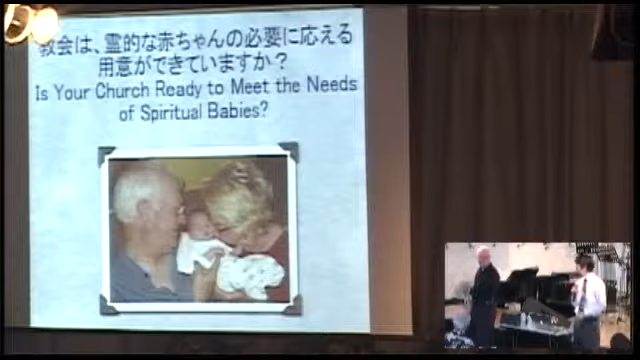 教会は、霊的な赤ちゃんの必要に応える
用意ができていますか？
Is Your Church Ready to Meet the Needs
of Spiritual Babies?